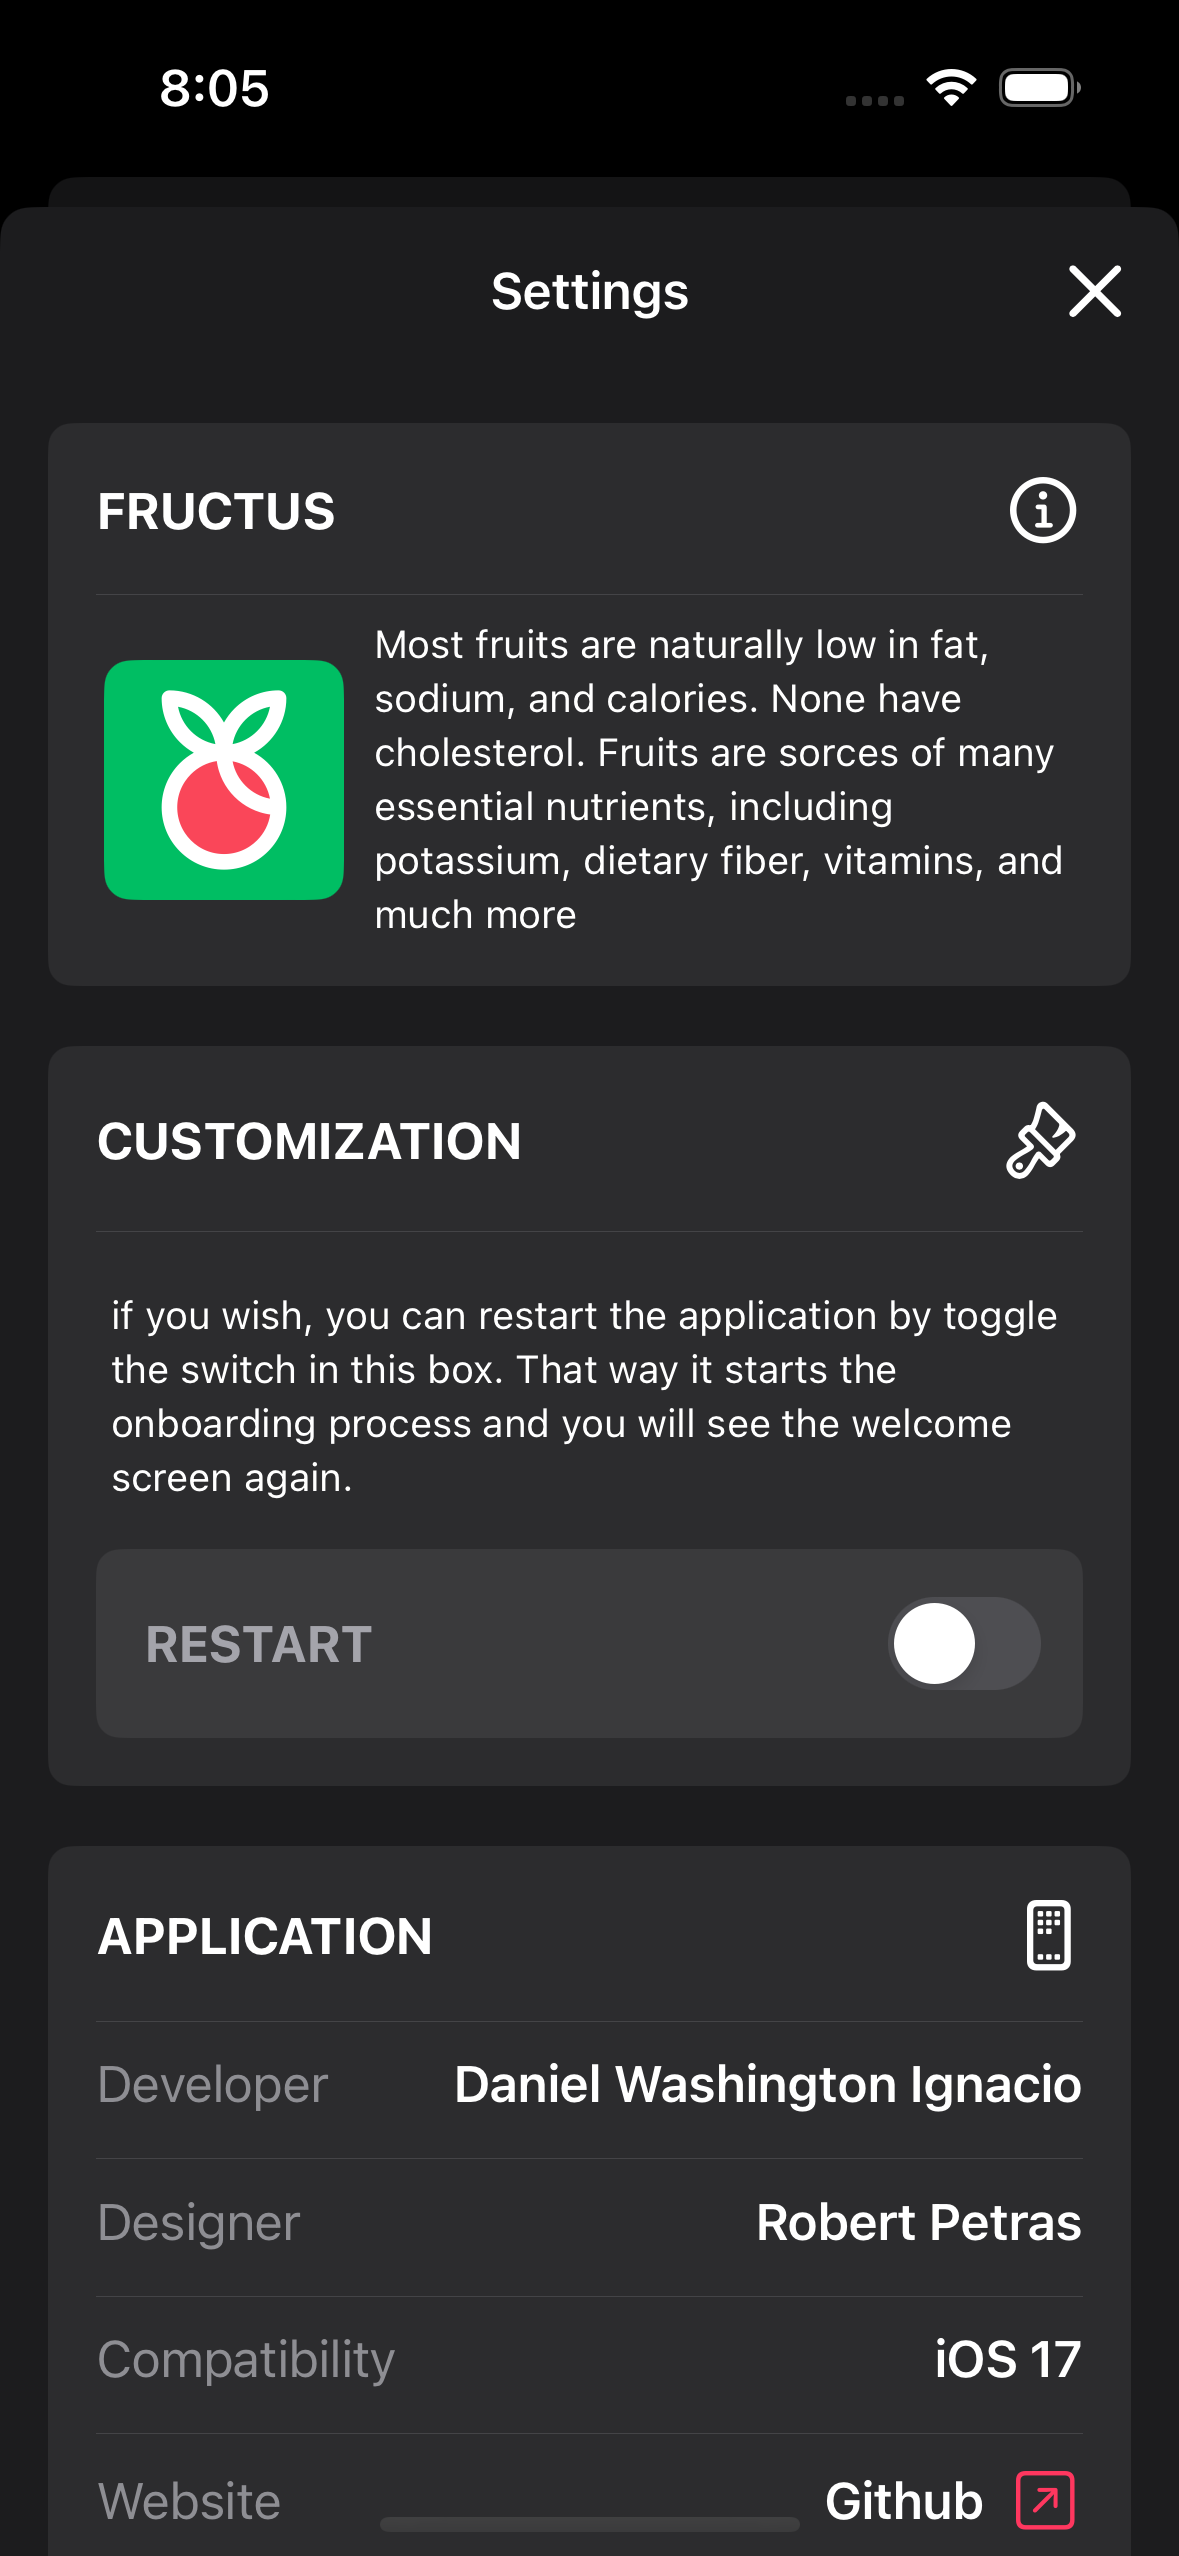 8:05
Settings
FRUCTUS
Most fruits are naturally low in fat,
sodium, and calories. None have
cholesterol. Fruits are sorces of many
essential nutrients, including
potassium, dietary fiber, vitamins, and
much more
CUSTOMIZATION
if you wish, you can restart the application by toggle
the switch in this box. That way it starts the
onboarding process and you will see the welcome
screen again.
RESTART
APPLICATION
Developer Daniel Washington Ignacio
Designer Robert Petras
Compatibility iOS 17
Website Github